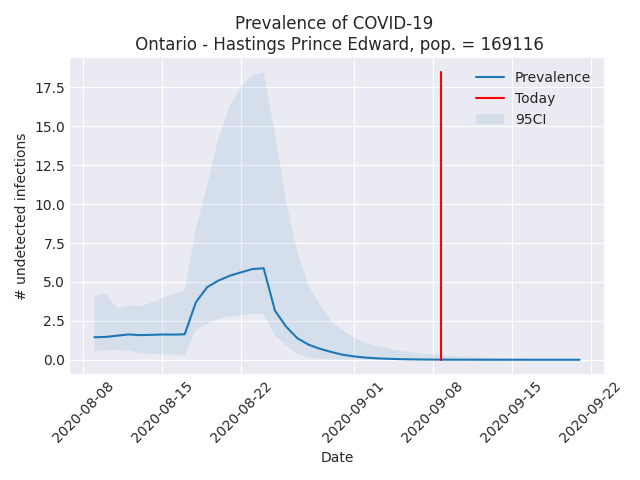 Prevalence of COVID-19
Ontario - Hastings Prince Edward, pop. = 169116
Prevalence
Today
95CI
17.5
15.0
12.5
10.0
7.5
5.0
2.5
0.0
# undetected infections
2020-08-08
2020-08-15
2020-08-22
2020-09-01
2020-09-08
2020-09-15
2020-09-22
Date